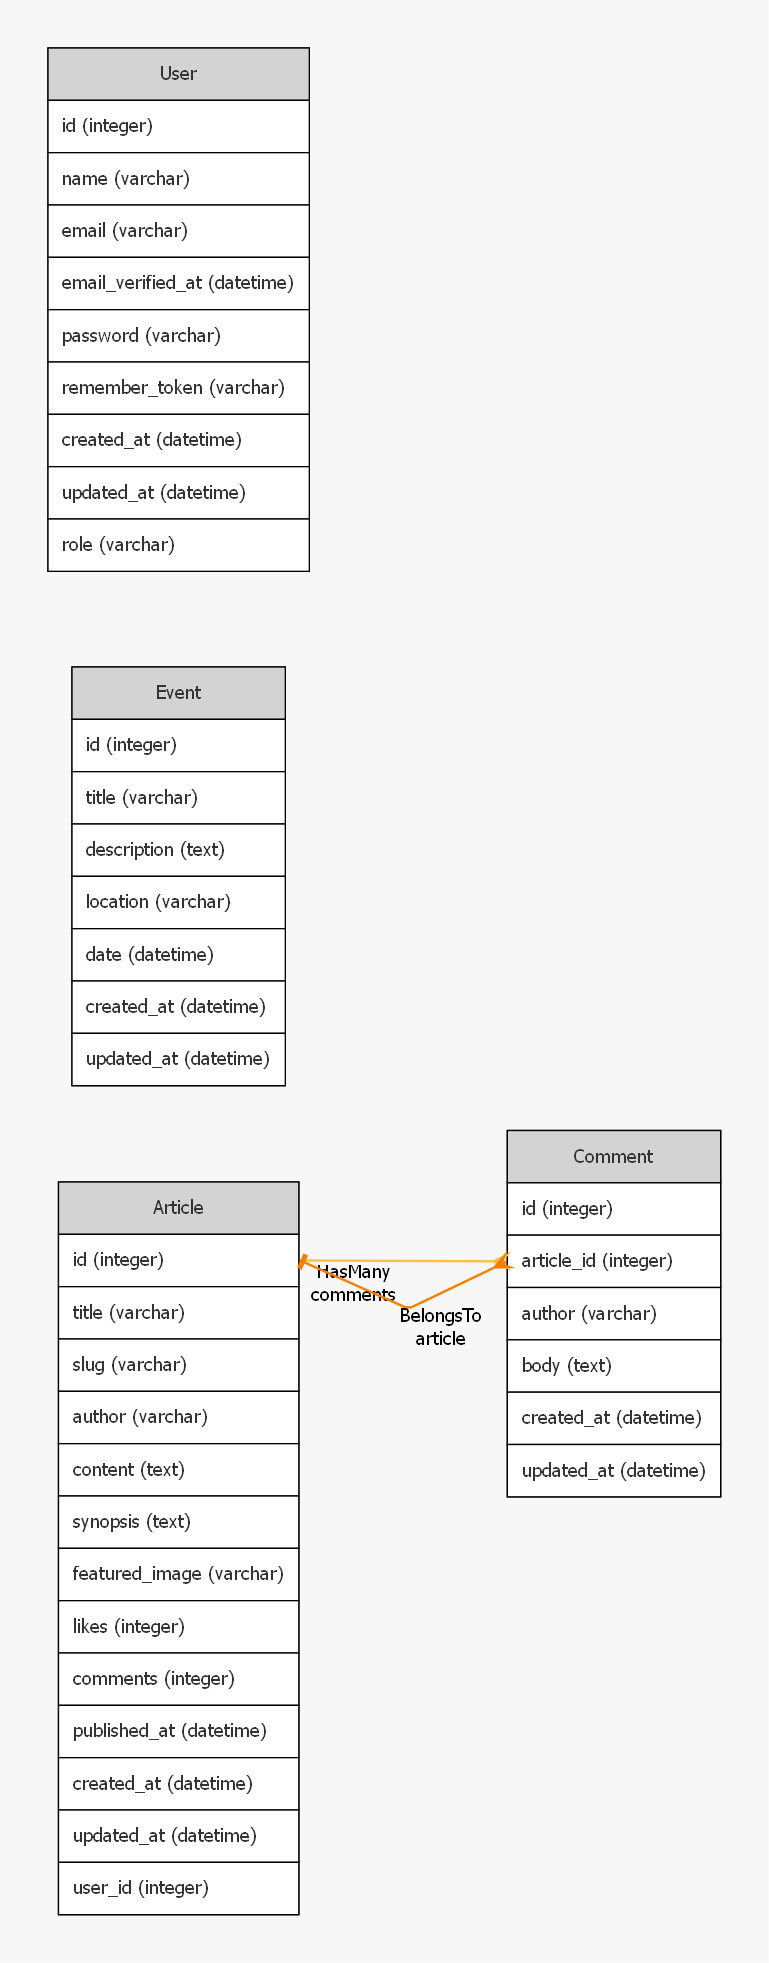 User
id (integer)
name (varchar)
email (varchar)
email_verified_at (datetime)
password (varchar)
remember_token (varchar)
created_at (datetime)
updated_at (datetime)
role (varchar)
Event
id (integer)
title (varchar)
description (text)
location (varchar)
date (datetime)
created_at (datetime)
updated_at (datetime)
Article
id (integer)
title (varchar)
slug (varchar)
author (varchar)
content (text)
synopsis (text)
featured_image (varchar)
likes (integer)
comments (integer)
published_at (datetime)
created_at (datetime)
updated_at (datetime)
user_id (integer)
HasMany
comments
BelongsTo
article
Comment
id (integer)
article_id (integer)
author (varchar)
body (text)
created_at (datetime)
updated_at (datetime)